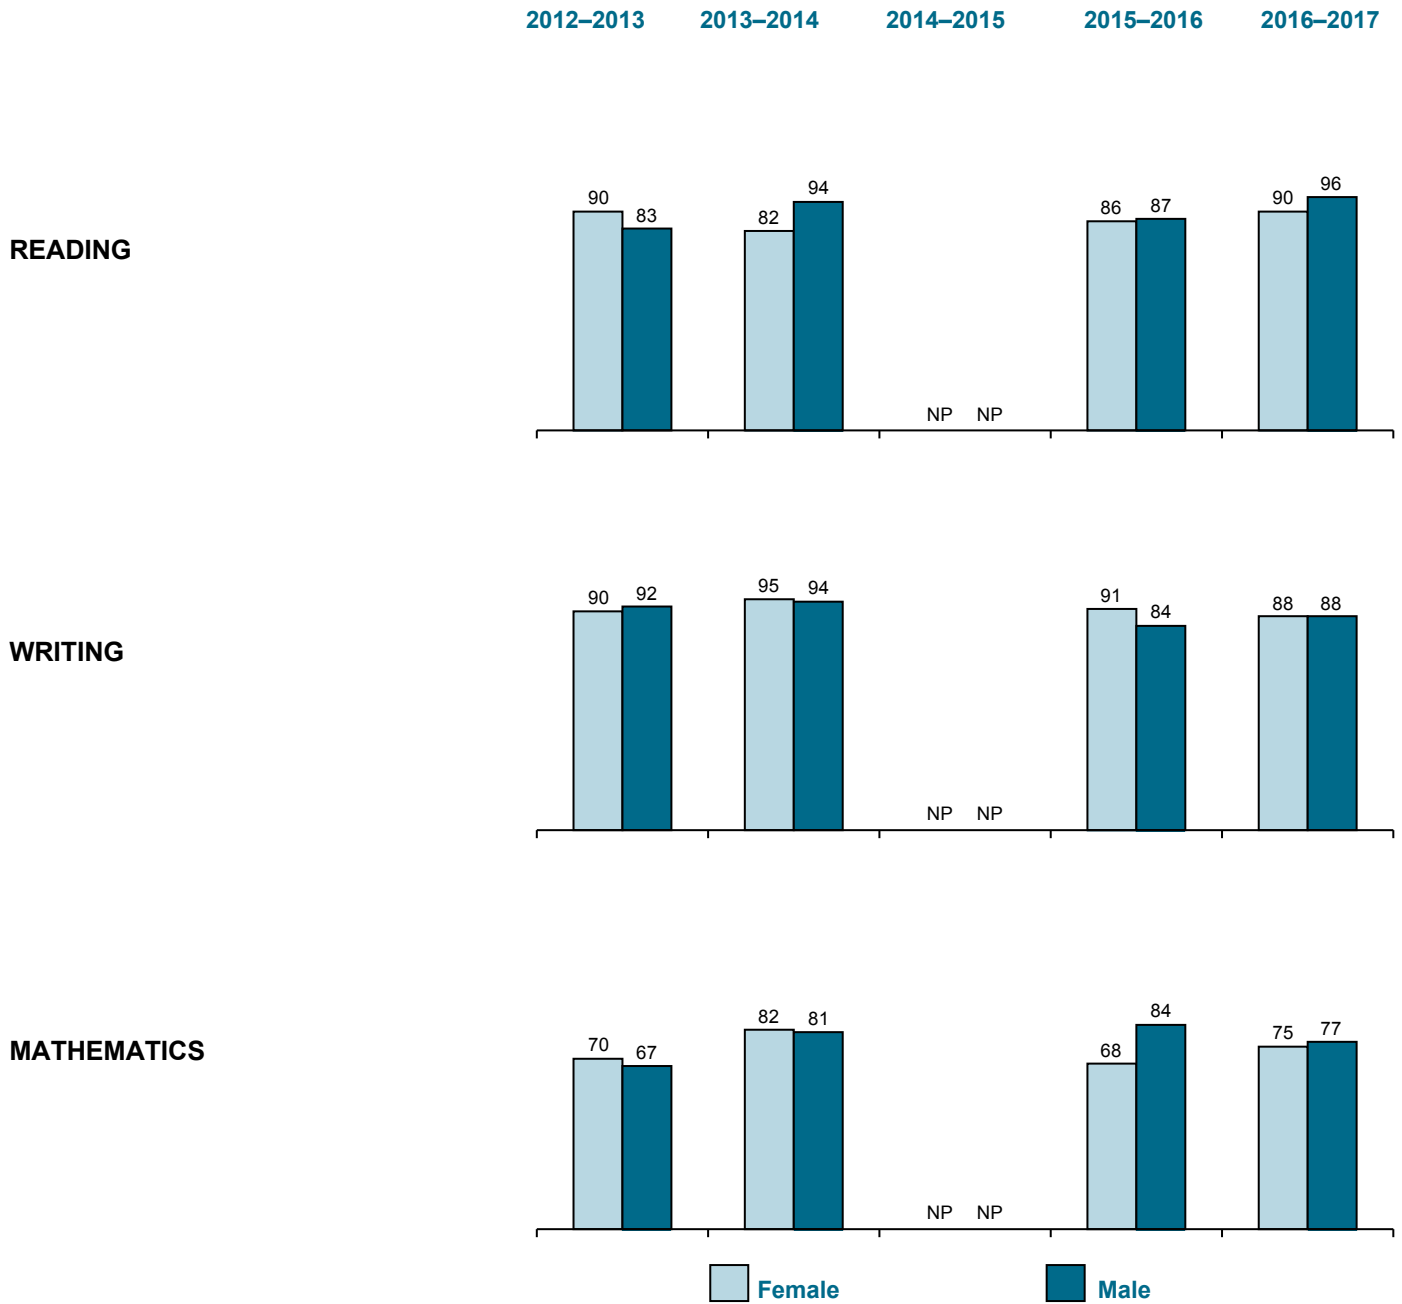 2012–2013 2013–2014 2014–2015 2015–2016 2016–2017
READING
90 83 82 94 NP NP 86 87 90 96
WRITING
90 92 95 94 NP NP 91 84 88 88
MATHEMATICS
70 67 82 81 NP NP 68 84 75 77
Female Male